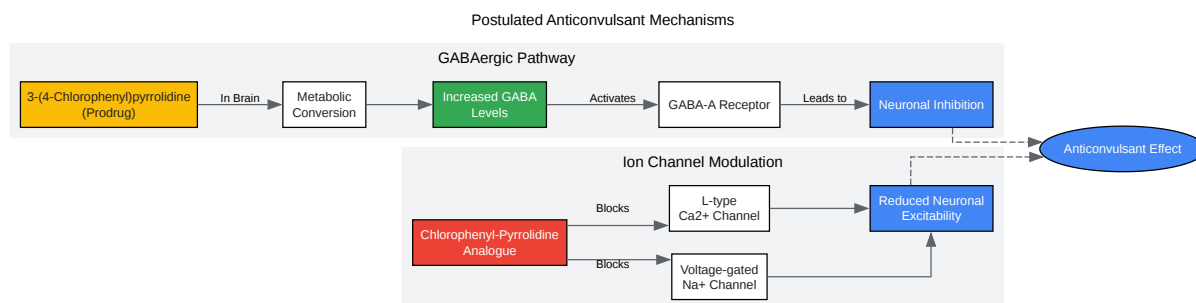 Postulated Anticonvulsant Mechanisms
GABAergic Pathway
3-(4-Chlorophenyl)pyrrolidine
(Prodrug)
In Brain
Metabolic
Conversion
Increased GABA
Levels
Activates
GABA-A Receptor
Leads to
Neuronal Inhibition
Anticonvulsant Effect
Ion Channel Modulation
Chlorophenyl-Pyrrolidine
Analogue
Blocks
L-type
Ca2+ Channel
Reduced Neuronal
Excitability
Blocks
Voltage-gated
Na+ Channel